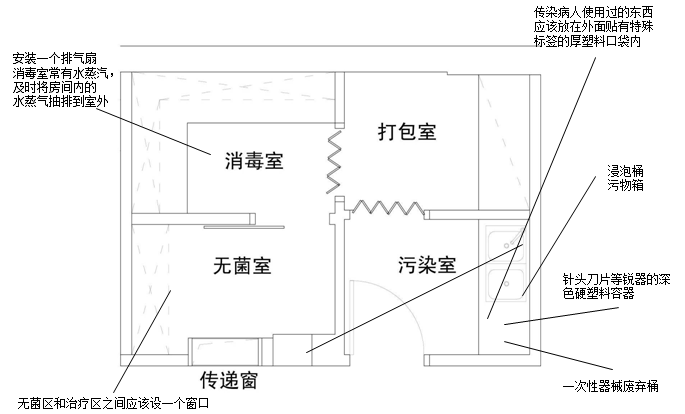 传染病人使用过的东西
应该放在外面贴有特殊
标签的厚塑料口袋内
安装一个排气扇
消毒室常有水蒸汽，
及时将房间内的
水蒸气抽排到室外
打包室
消毒室
浸泡桶
污物箱
无菌室
污染室
针头刀片等锐器的深
色硬塑料容器
传递窗
一次性器械废弃桶
无菌区和治疗区之间应该设一个窗口